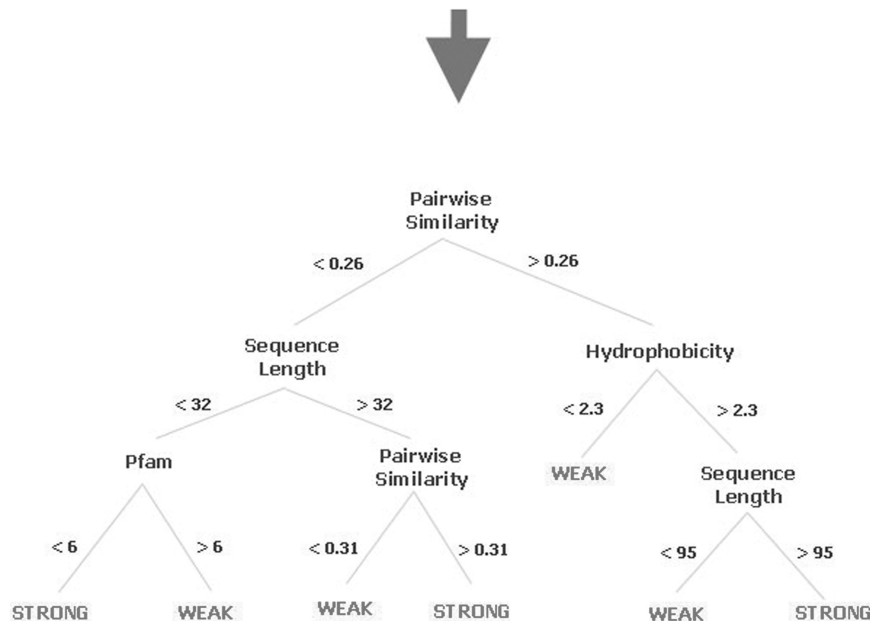 Pairwise
Similarity
< 0.26
> 0.26
Sequence
Length
Hydrophobicity
< 32
> 32
< 2.3
> 2.3
Pfam
Pairwise
Similarity
WEAK
Sequence
Length
< 6
> 6
< 0.31
> 0.31
< 95
> 95
STRONG
WEAK
WEAK
STRONG
WEAK
STRONG